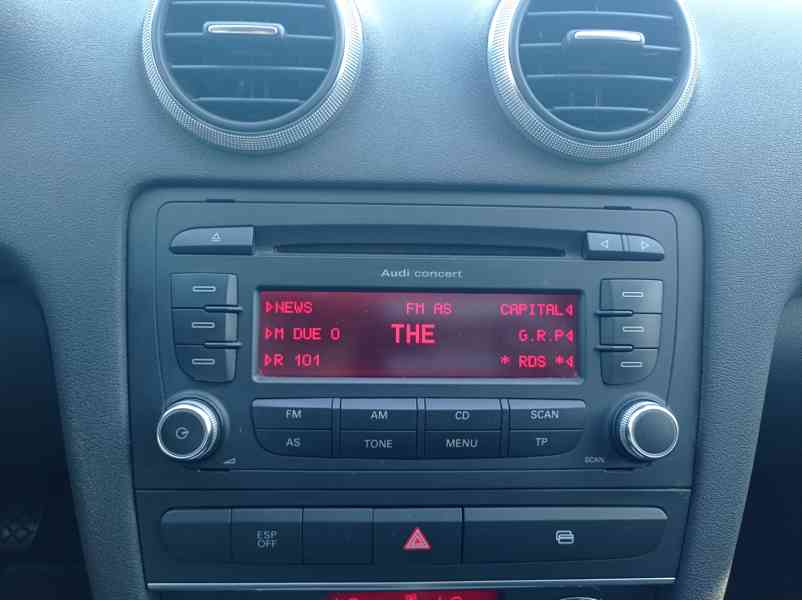 Audi concert
NEWS FM AS CAPITAL
M DUE O THE G.R.P
R 101 * RDS *
FM AM CD SCAN
AS TONE MENU TP
SCAN
ESP
OFF